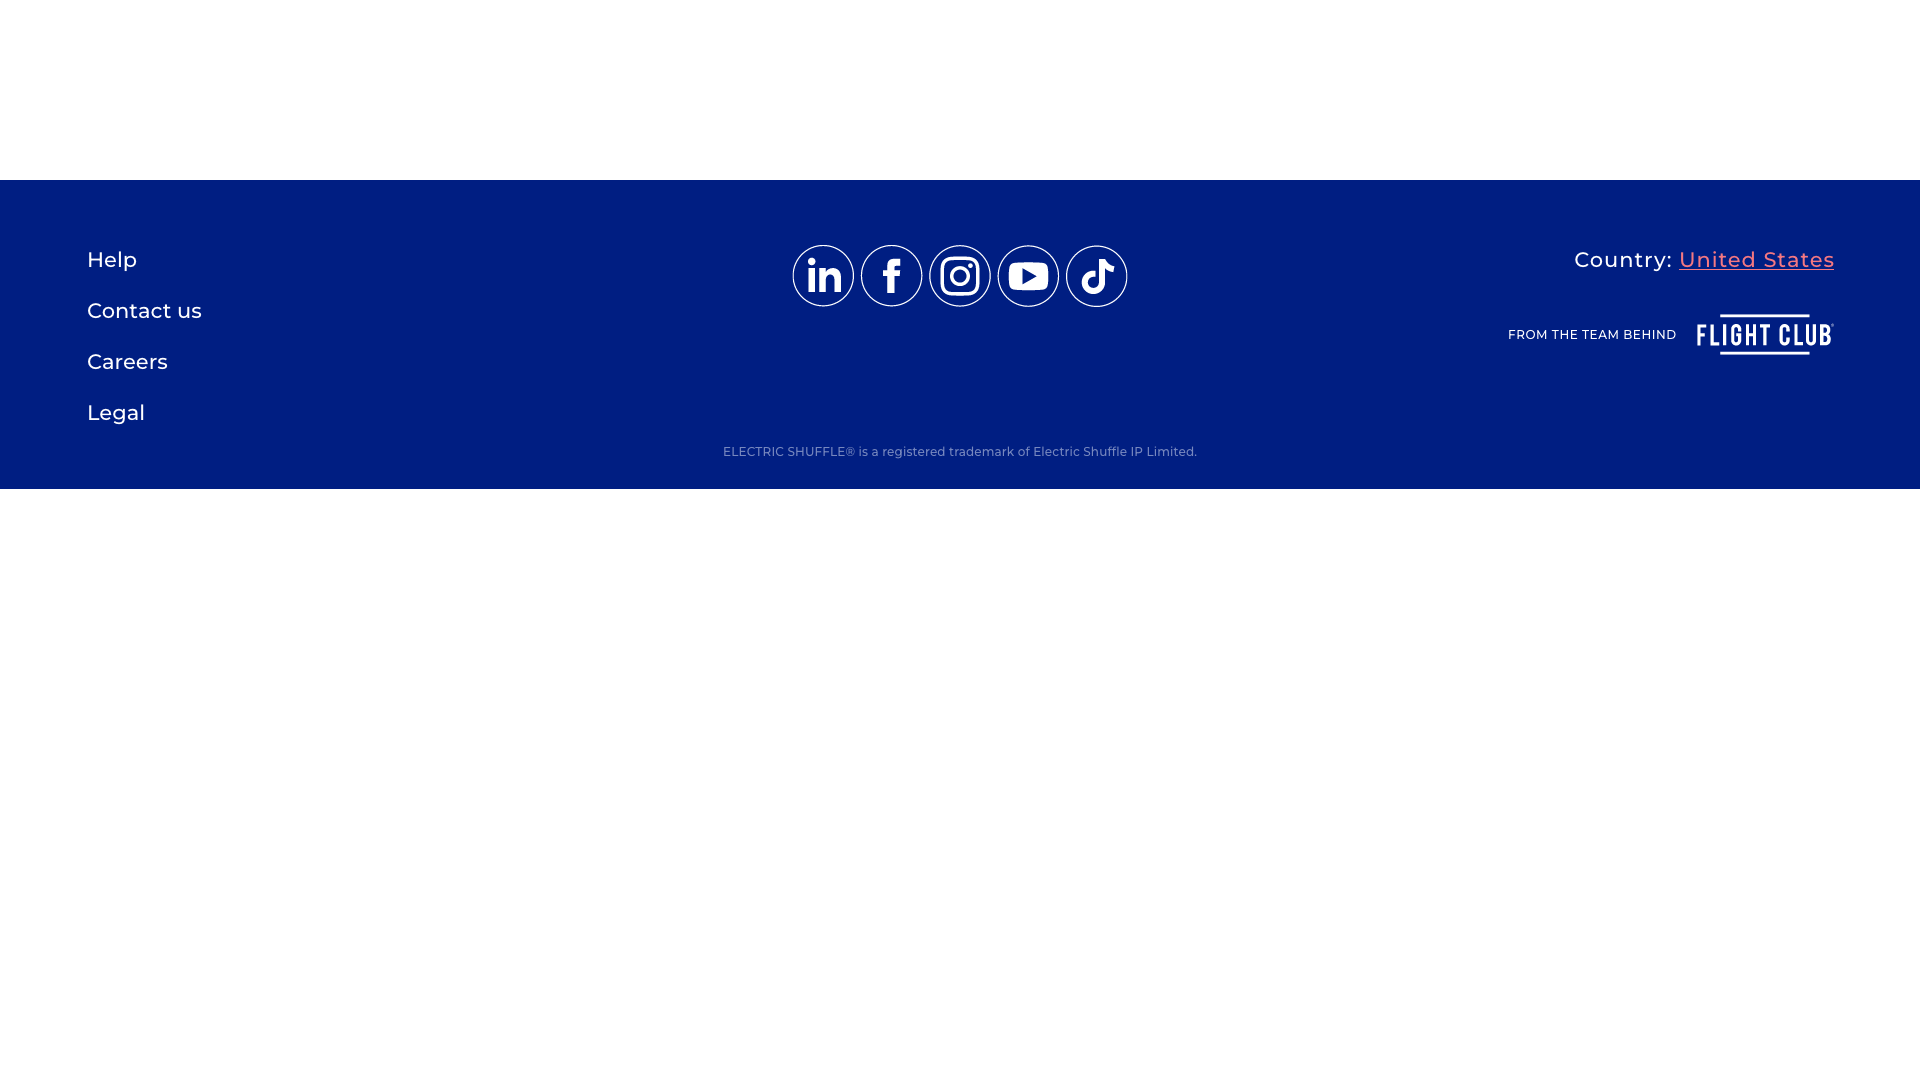 Help
Contact us
Careers
Legal
Country: United States
FROM THE TEAM BEHIND
FLIGHT CLUB
ELECTRIC SHUFFLE® is a registered trademark of Electric Shuffle IP Limited.